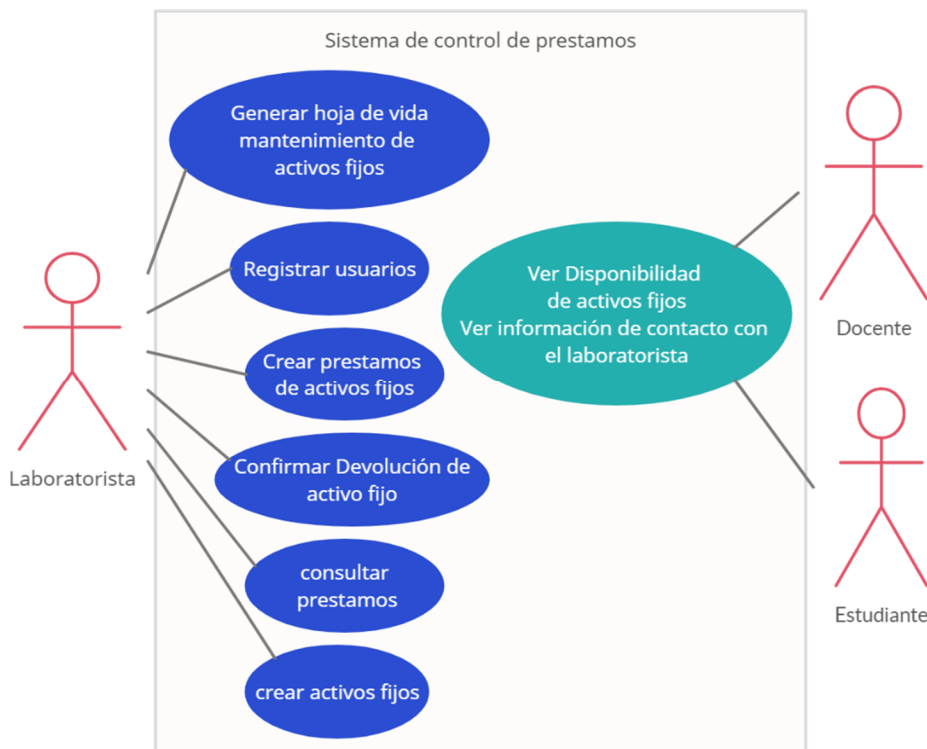 Sistema de control de prestamos
Generar hoja de vida
mantenimiento de
activos fijos
Registrar usuarios
Crear prestamos
de activos fijos
Confirmar Devolución de
activo fijo
consultar
prestamos
crear activos fijos
Laboratorista
Ver Disponibilidad
de activos fijos
Ver información de contacto con
el laboratorista
Docente
Estudiante